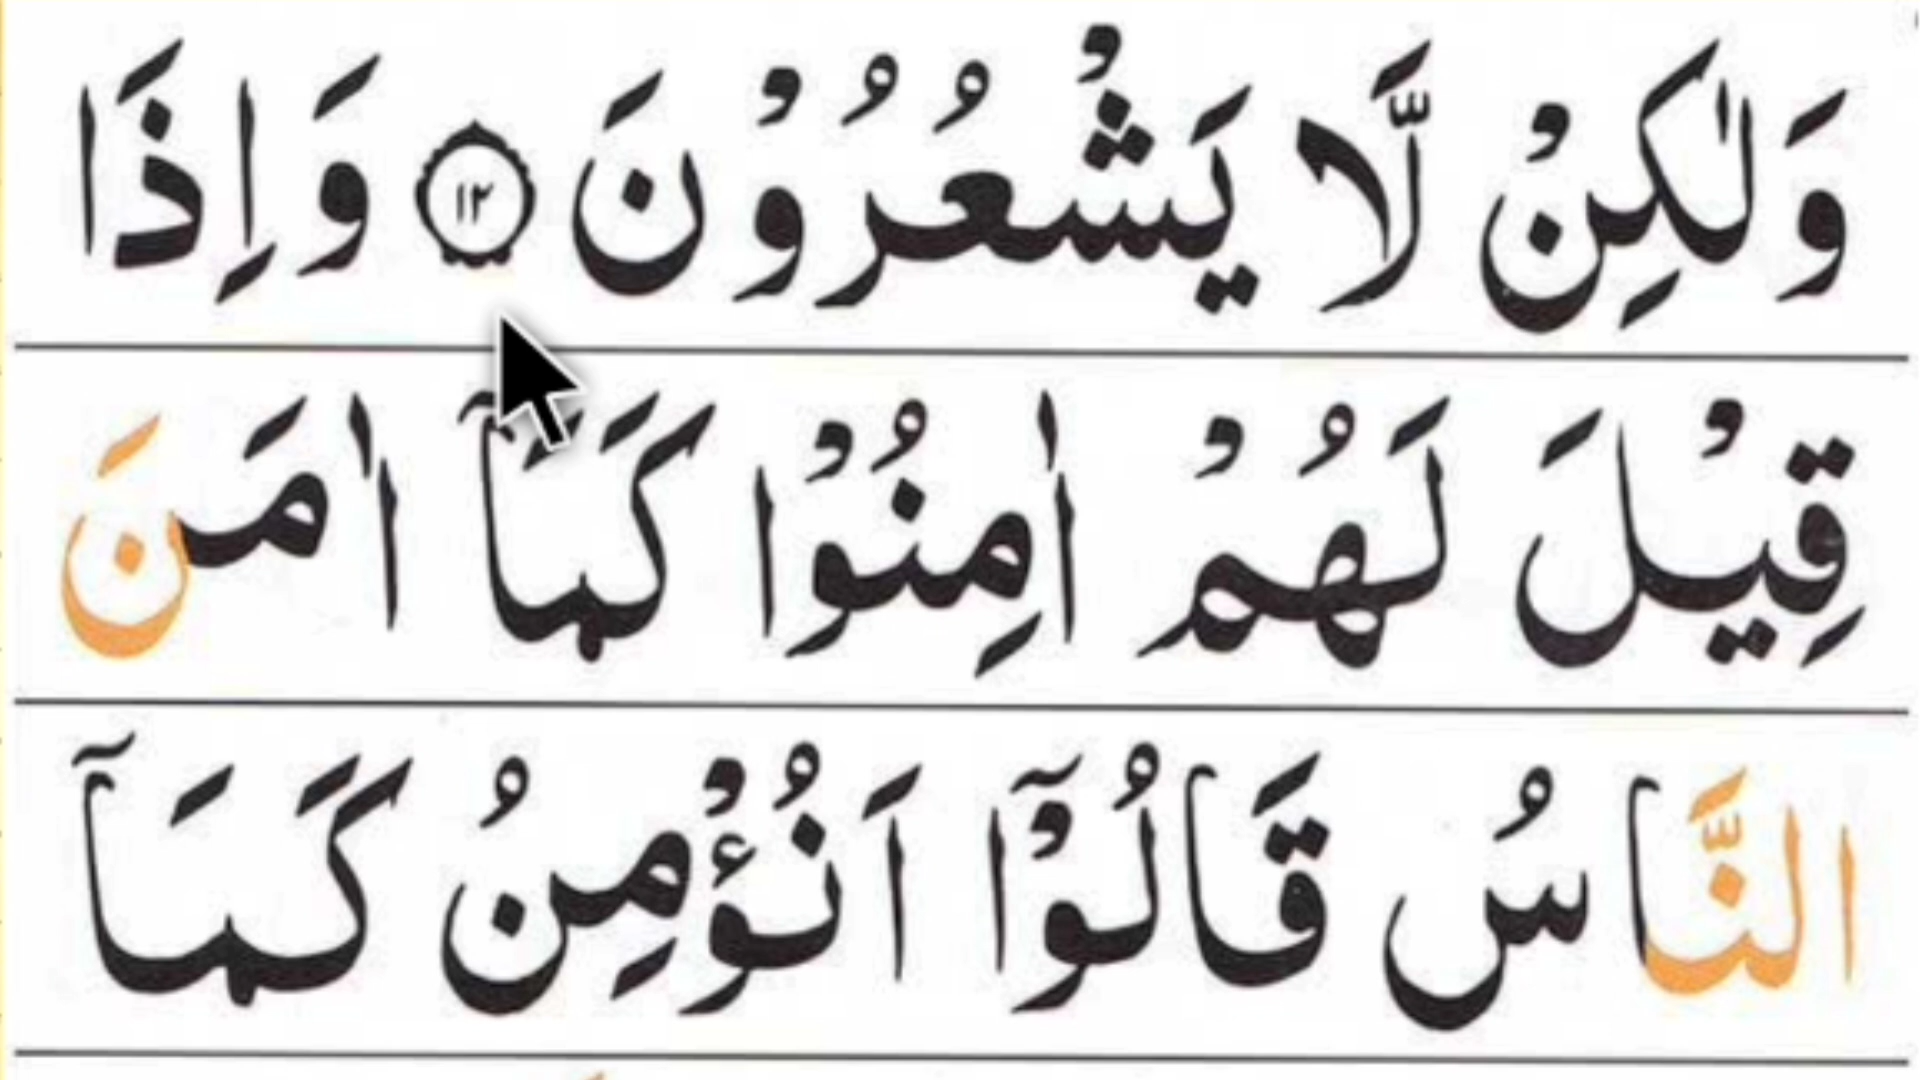 وَلٰكِنْ لَّا يَشْعُرُوْنَ ۝١٢ وَاِذَا
قِيْلَ لَهُمْ اٰمِنُوْا كَمَآ اٰمَنَ
النَّاسُ قَالُوْٓا اَنُؤْمِنُ كَمَآ